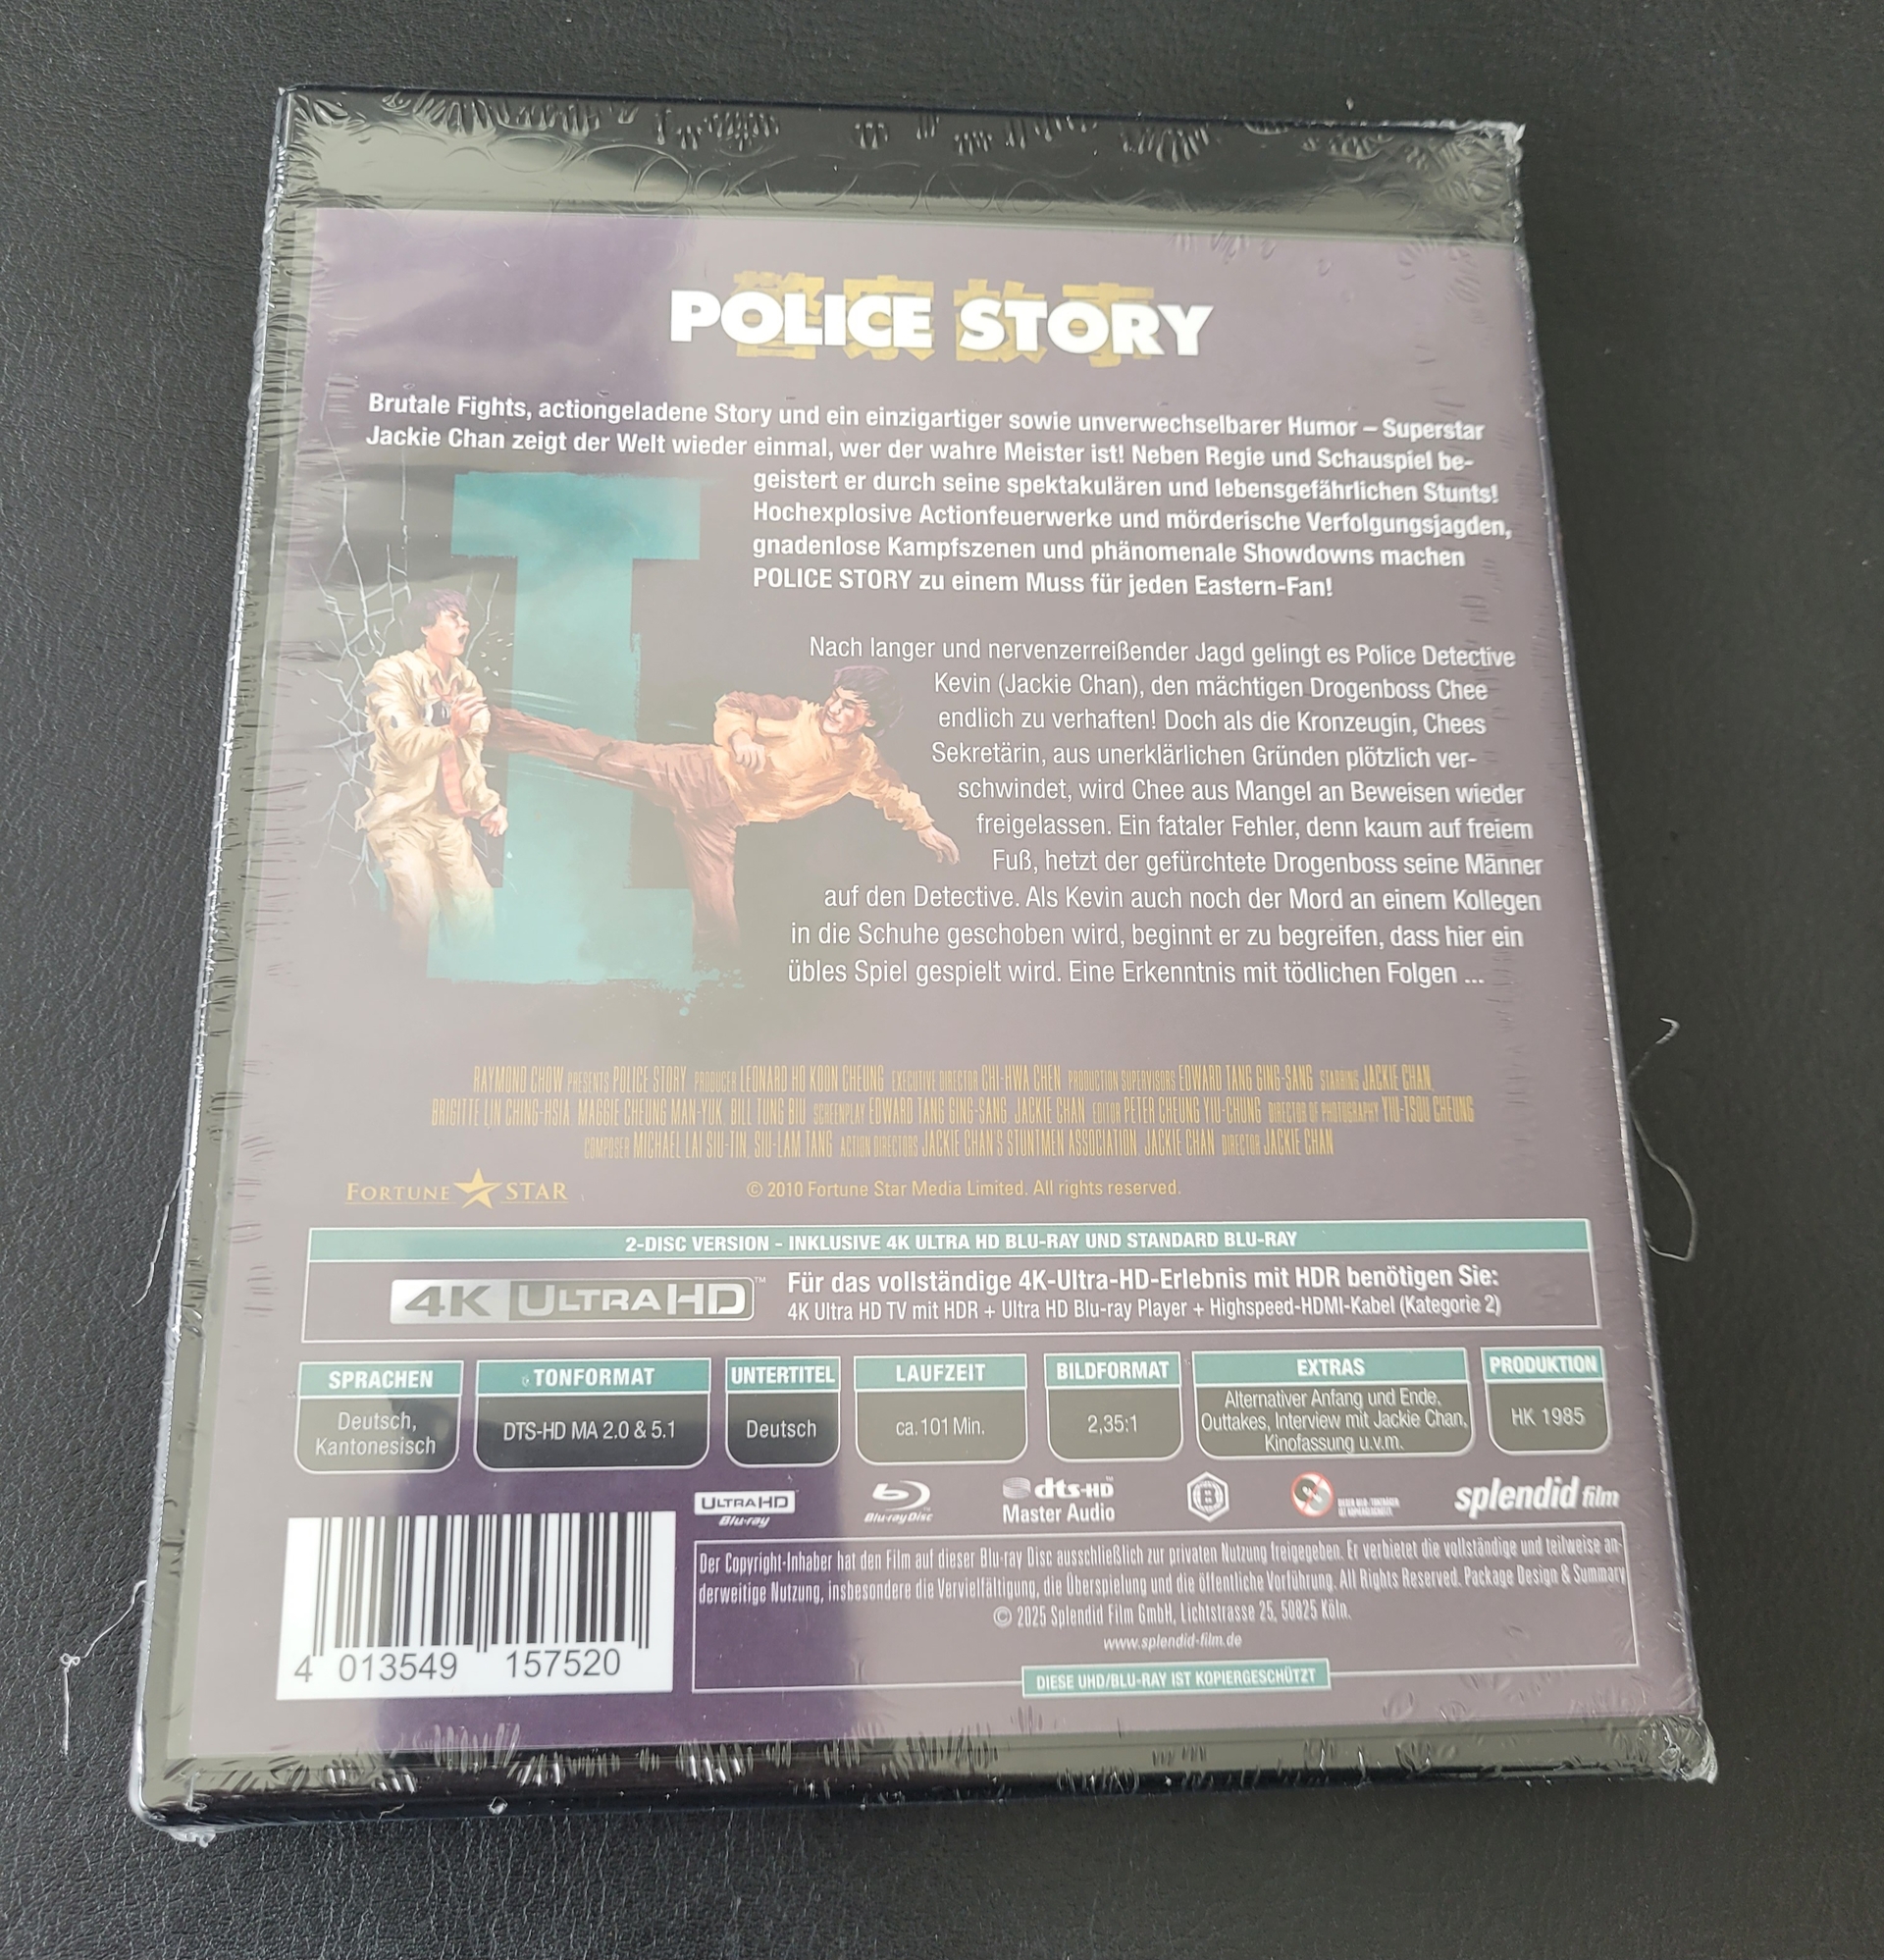 警察故事
POLICE STORY
Brutale Fights, actiongeladene Story und ein einzigartiger sowie unverwechselbarer Humor – Superstar
Jackie Chan zeigt der Welt wieder einmal, wer der wahre Meister ist! Neben Regie und Schauspiel be-
geistert er durch seine spektakulären und lebensgefährlichen Stunts!
Hochexplosive Actionfeuerwerke und mörderische Verfolgungsjagden,
gnadenlose Kampfszenen und phänomenale Showdowns machen
POLICE STORY zu einem Muss für jeden Eastern-Fan!
Nach langer und nervenzerreißender Jagd gelingt es Police Detective
Kevin (Jackie Chan), den mächtigen Drogenboss Chee
endlich zu verhaften! Doch als die Kronzeugin, Chees
Sekretärin, aus unerklärlichen Gründen plötzlich ver-
schwindet, wird Chee aus Mangel an Beweisen wieder
freigelassen. Ein fataler Fehler, denn kaum auf freiem
Fuß, hetzt der gefürchtete Drogenboss seine Männer
auf den Detective. Als Kevin auch noch der Mord an einem Kollegen
in die Schuhe geschoben wird, beginnt er zu begreifen, dass hier ein
übles Spiel gespielt wird. Eine Erkenntnis mit tödlichen Folgen ...
I
RAYMOND CHOW PRESENTS POLICE STORY PRODUCER LEONARD HO KOON CHEUNG EXECUTIVE DIRECTOR CHI-HWA CHEN PRODUCTION SUPERVISORS EDWARD TANG GING-SANG STARRING JACKIE CHAN,
BRIGITTE LIN CHING-HSIA, MAGGIE CHEUNG MAN-YUK, BILL TUNG BIU SCREENPLAY EDWARD TANG GING-SANG, JACKIE CHAN EDITOR PETER CHEUNG YIU-CHUNG DIRECTOR OF PHOTOGRAPHY YIU-TSOU CHEUNG
COMPOSER MICHAEL LAI SIU-TIN, SIU-LAM TANG ACTION DIRECTORS JACKIE CHAN'S STUNTMEN ASSOCIATION, JACKIE CHAN DIRECTOR JACKIE CHAN
FORTUNE STAR
© 2010 Fortune Star Media Limited. All rights reserved.
2-DISC VERSION - INKLUSIVE 4K ULTRA HD BLU-RAY UND STANDARD BLU-RAY
4K ULTRA HD™
Für das vollständige 4K-Ultra-HD-Erlebnis mit HDR benötigen Sie:
4K Ultra HD TV mit HDR + Ultra HD Blu-ray Player + Highspeed-HDMI-Kabel (Kategorie 2)
SPRACHEN
Deutsch,
Kantonesisch
TONFORMAT
DTS-HD MA 2.0 & 5.1
UNTERTITEL
Deutsch
LAUFZEIT
ca. 101 Min.
BILDFORMAT
2,35:1
EXTRAS
Alternativer Anfang und Ende,
Outtakes, Interview mit Jackie Chan,
Kinofassung u.v.m.
PRODUKTION
HK 1985
ULTRA HD
Blu-ray
Blu-ray Disc
dts-HD
Master Audio
B
splendid film
Der Copyright-Inhaber hat den Film auf dieser Blu-ray Disc ausschließlich zur privaten Nutzung freigegeben. Er verbietet die vollständige und teilweise an-
derweitige Nutzung, insbesondere die Vervielfältigung, die Überspielung und die öffentliche Vorführung. All Rights Reserved. Package Design & Summary
© 2025 Splendid Film GmbH, Lichtstrasse 25, 50825 Köln.
www.splendid-film.de
DIESE UHD/BLU-RAY IST KOPIERGESCHÜTZT
4 013549 157520